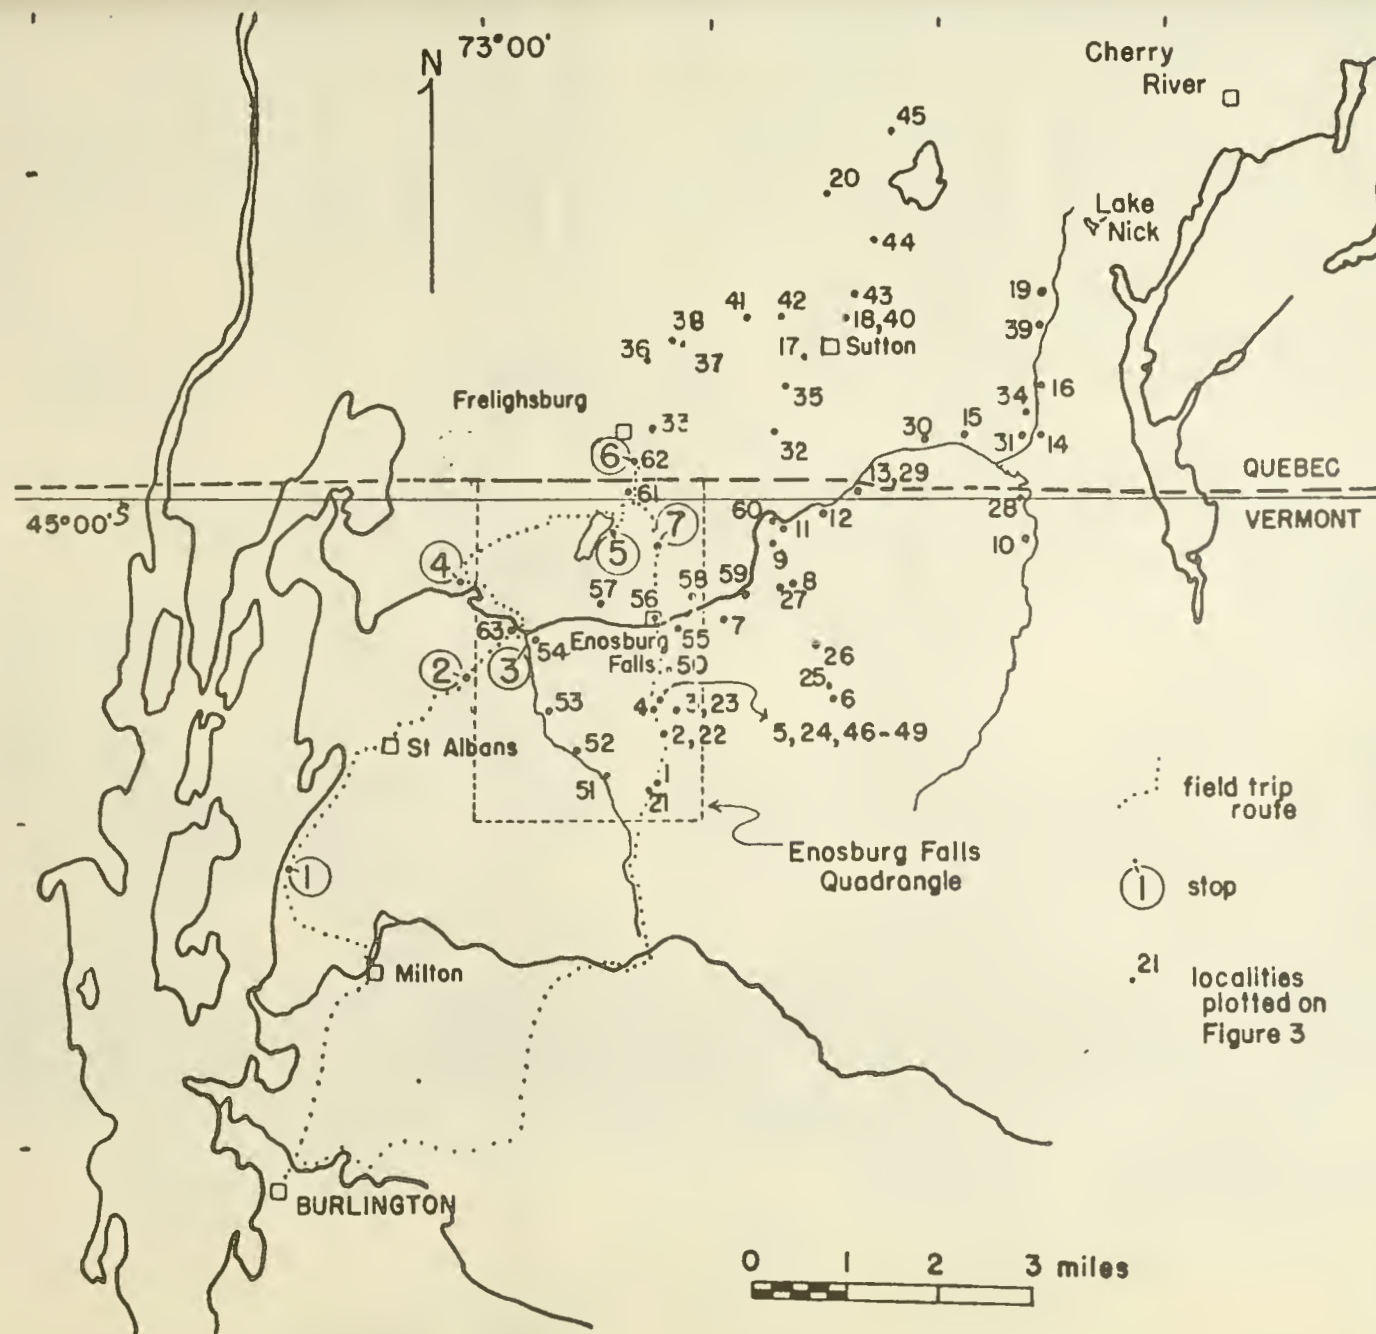 73°00'
N
Cherry
River
45
20
Lake
Nick
44
19
43
41
42
18,40
38
39
36
37
17
Sutton
16
35
34
Frelighsburg
33
30
15
31
14
32
6
62
13,29
QUEBEC
61
28
45°00'.5
60
12
VERMONT
7
11
5
10
4
9
58
59
8
57
27
56
7
63
54
Enosburg
55
3
Falls
50
26
2
25
6
53
4
3,23
5,24,46-49
2,22
St Albans
52
51
1
21
field trip
route
Enosburg Falls
Quadrangle
1
1
stop
Milton
21
localities
plotted on
Figure 3
BURLINGTON
0 1 2 3 miles